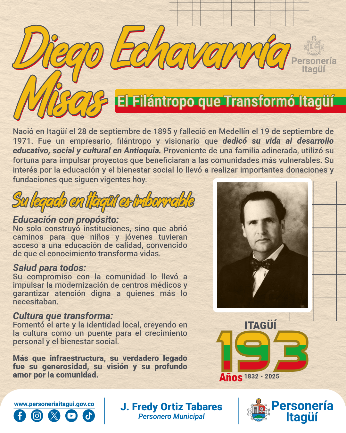 Diego Echavarría
Misas
Personería
Itagüí
El Filántropo que Transformó Itagüí
Nació en Itagüí el 28 de septiembre de 1895 y falleció en Medellín el 19 de septiembre de
1971. Fue un empresario, filántropo y visionario que dedicó su vida al desarrollo
educativo, social y cultural en Antioquia. Proveniente de una familia adinerada, utilizó su
fortuna para impulsar proyectos que beneficiaran a las comunidades más vulnerables. Su
interés por la educación y el bienestar social lo llevó a realizar importantes donaciones y
fundaciones que siguen vigentes hoy.
Su legado en Itagüí es imborrable
Educación con propósito:
No solo construyó instituciones, sino que abrió
caminos para que niños y jóvenes tuvieran
acceso a una educación de calidad, convencido
de que el conocimiento transforma vidas.
Salud para todos:
Su compromiso con la comunidad lo llevó a
impulsar la modernización de centros médicos y
garantizar atención digna a quienes más lo
necesitaban.
Cultura que transforma:
Fomentó el arte y la identidad local, creyendo en
la cultura como un puente para el crecimiento
personal y el bienestar social.
Más que infraestructura, su verdadero legado
fue su generosidad, su visión y su profundo
amor por la comunidad.
ITAGÜÍ
193
Años 1832 - 2025
www.personeriaitagui.gov.co
J. Fredy Ortiz Tabares
Personero Municipal
Personería
Itagüí